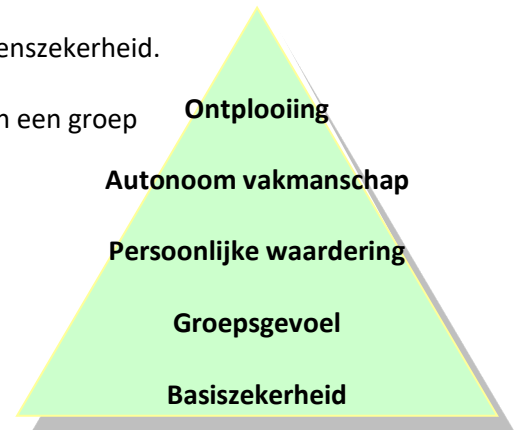 enszekerheid.
n een groep
Ontplooiing
Autonoom vakmanschap
Persoonlijke waardering
Groepsgevoel
Basiszekerheid